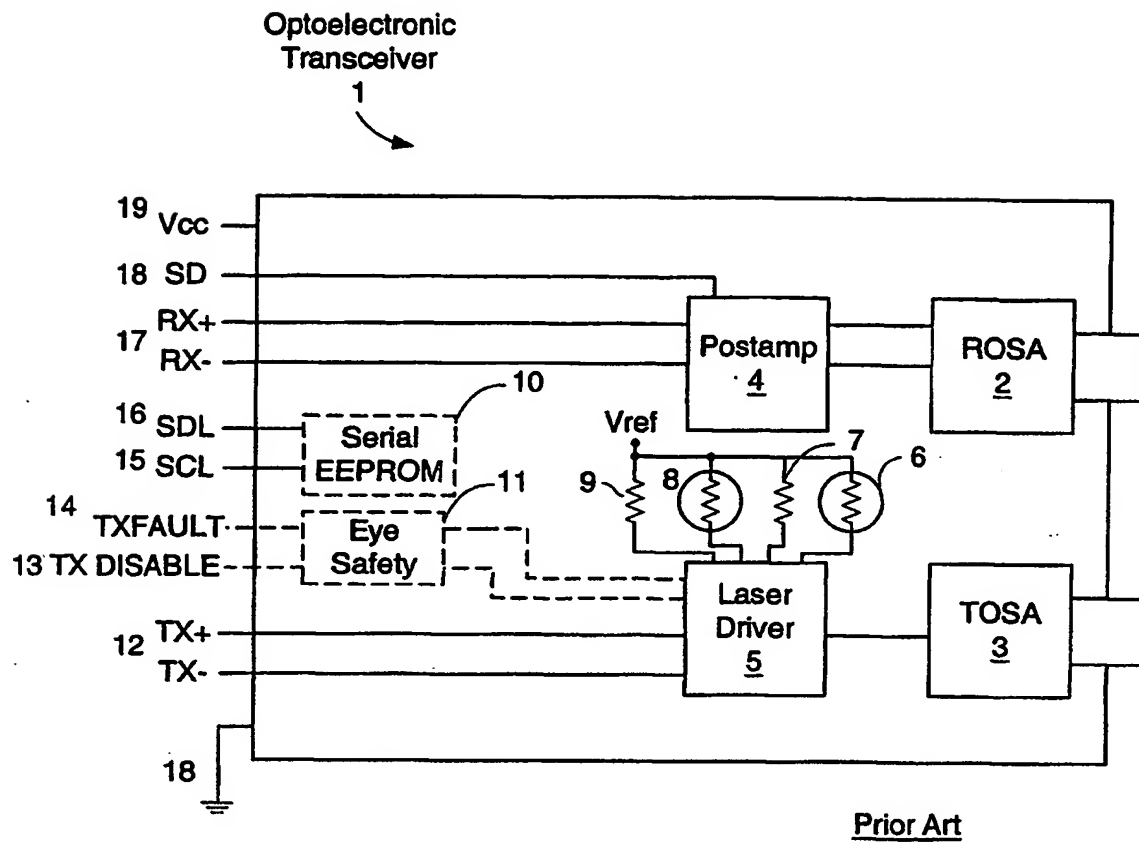 Optoelectronic
Transceiver
1
19 Vcc
18 SD
RX+
17
RX-
Postamp
4
ROSA
2
10
16 SDL
15 SCL
Serial
EEPROM
Vref
9
8
7
6
11
14 TXFAULT
13 TX DISABLE
Eye
Safety
Laser
Driver
5
TOSA
3
12 TX+
TX-
18
Prior Art